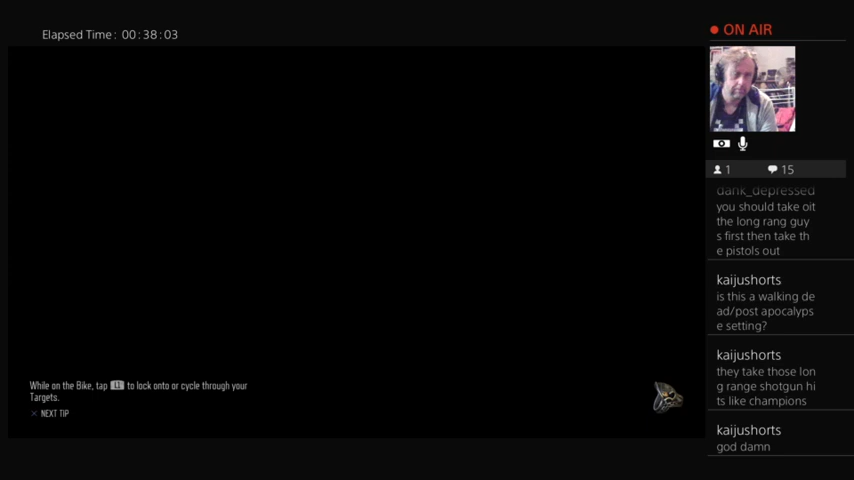 Elapsed Time: 00:38:03
ON AIR
1
15
dank_depressed
you should take oit
the long rang guy
s first then take th
e pistols out
kaijushorts
is this a walking de
ad/post apocalyps
e setting?
kaijushorts
they take those lon
g range shotgun hi
ts like champions
kaijushorts
god damn
While on the Bike, tap L1 to lock onto or cycle through your
Targets.
NEXT TIP